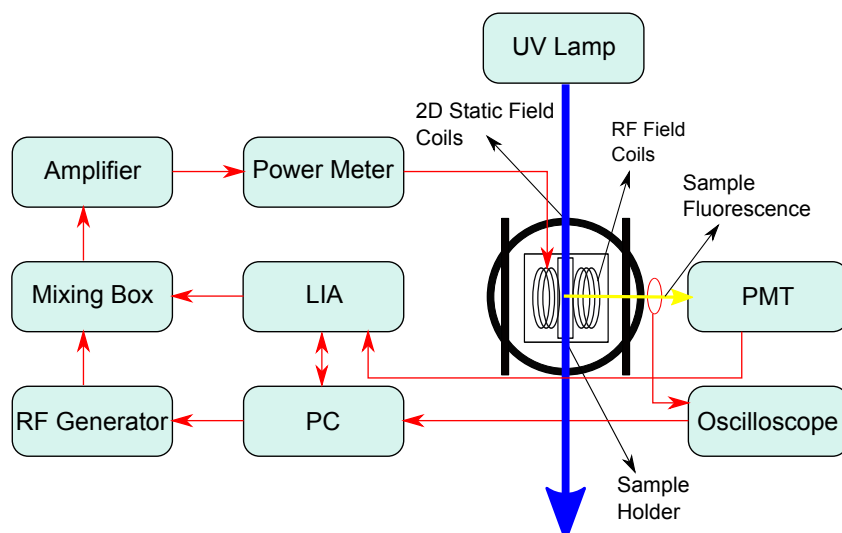 UV Lamp
2D Static Field
Coils
RF Field
Coils
Amplifier
Power Meter
Sample
Fluorescence
Mixing Box
LIA
PMT
RF Generator
PC
Oscilloscope
Sample
Holder